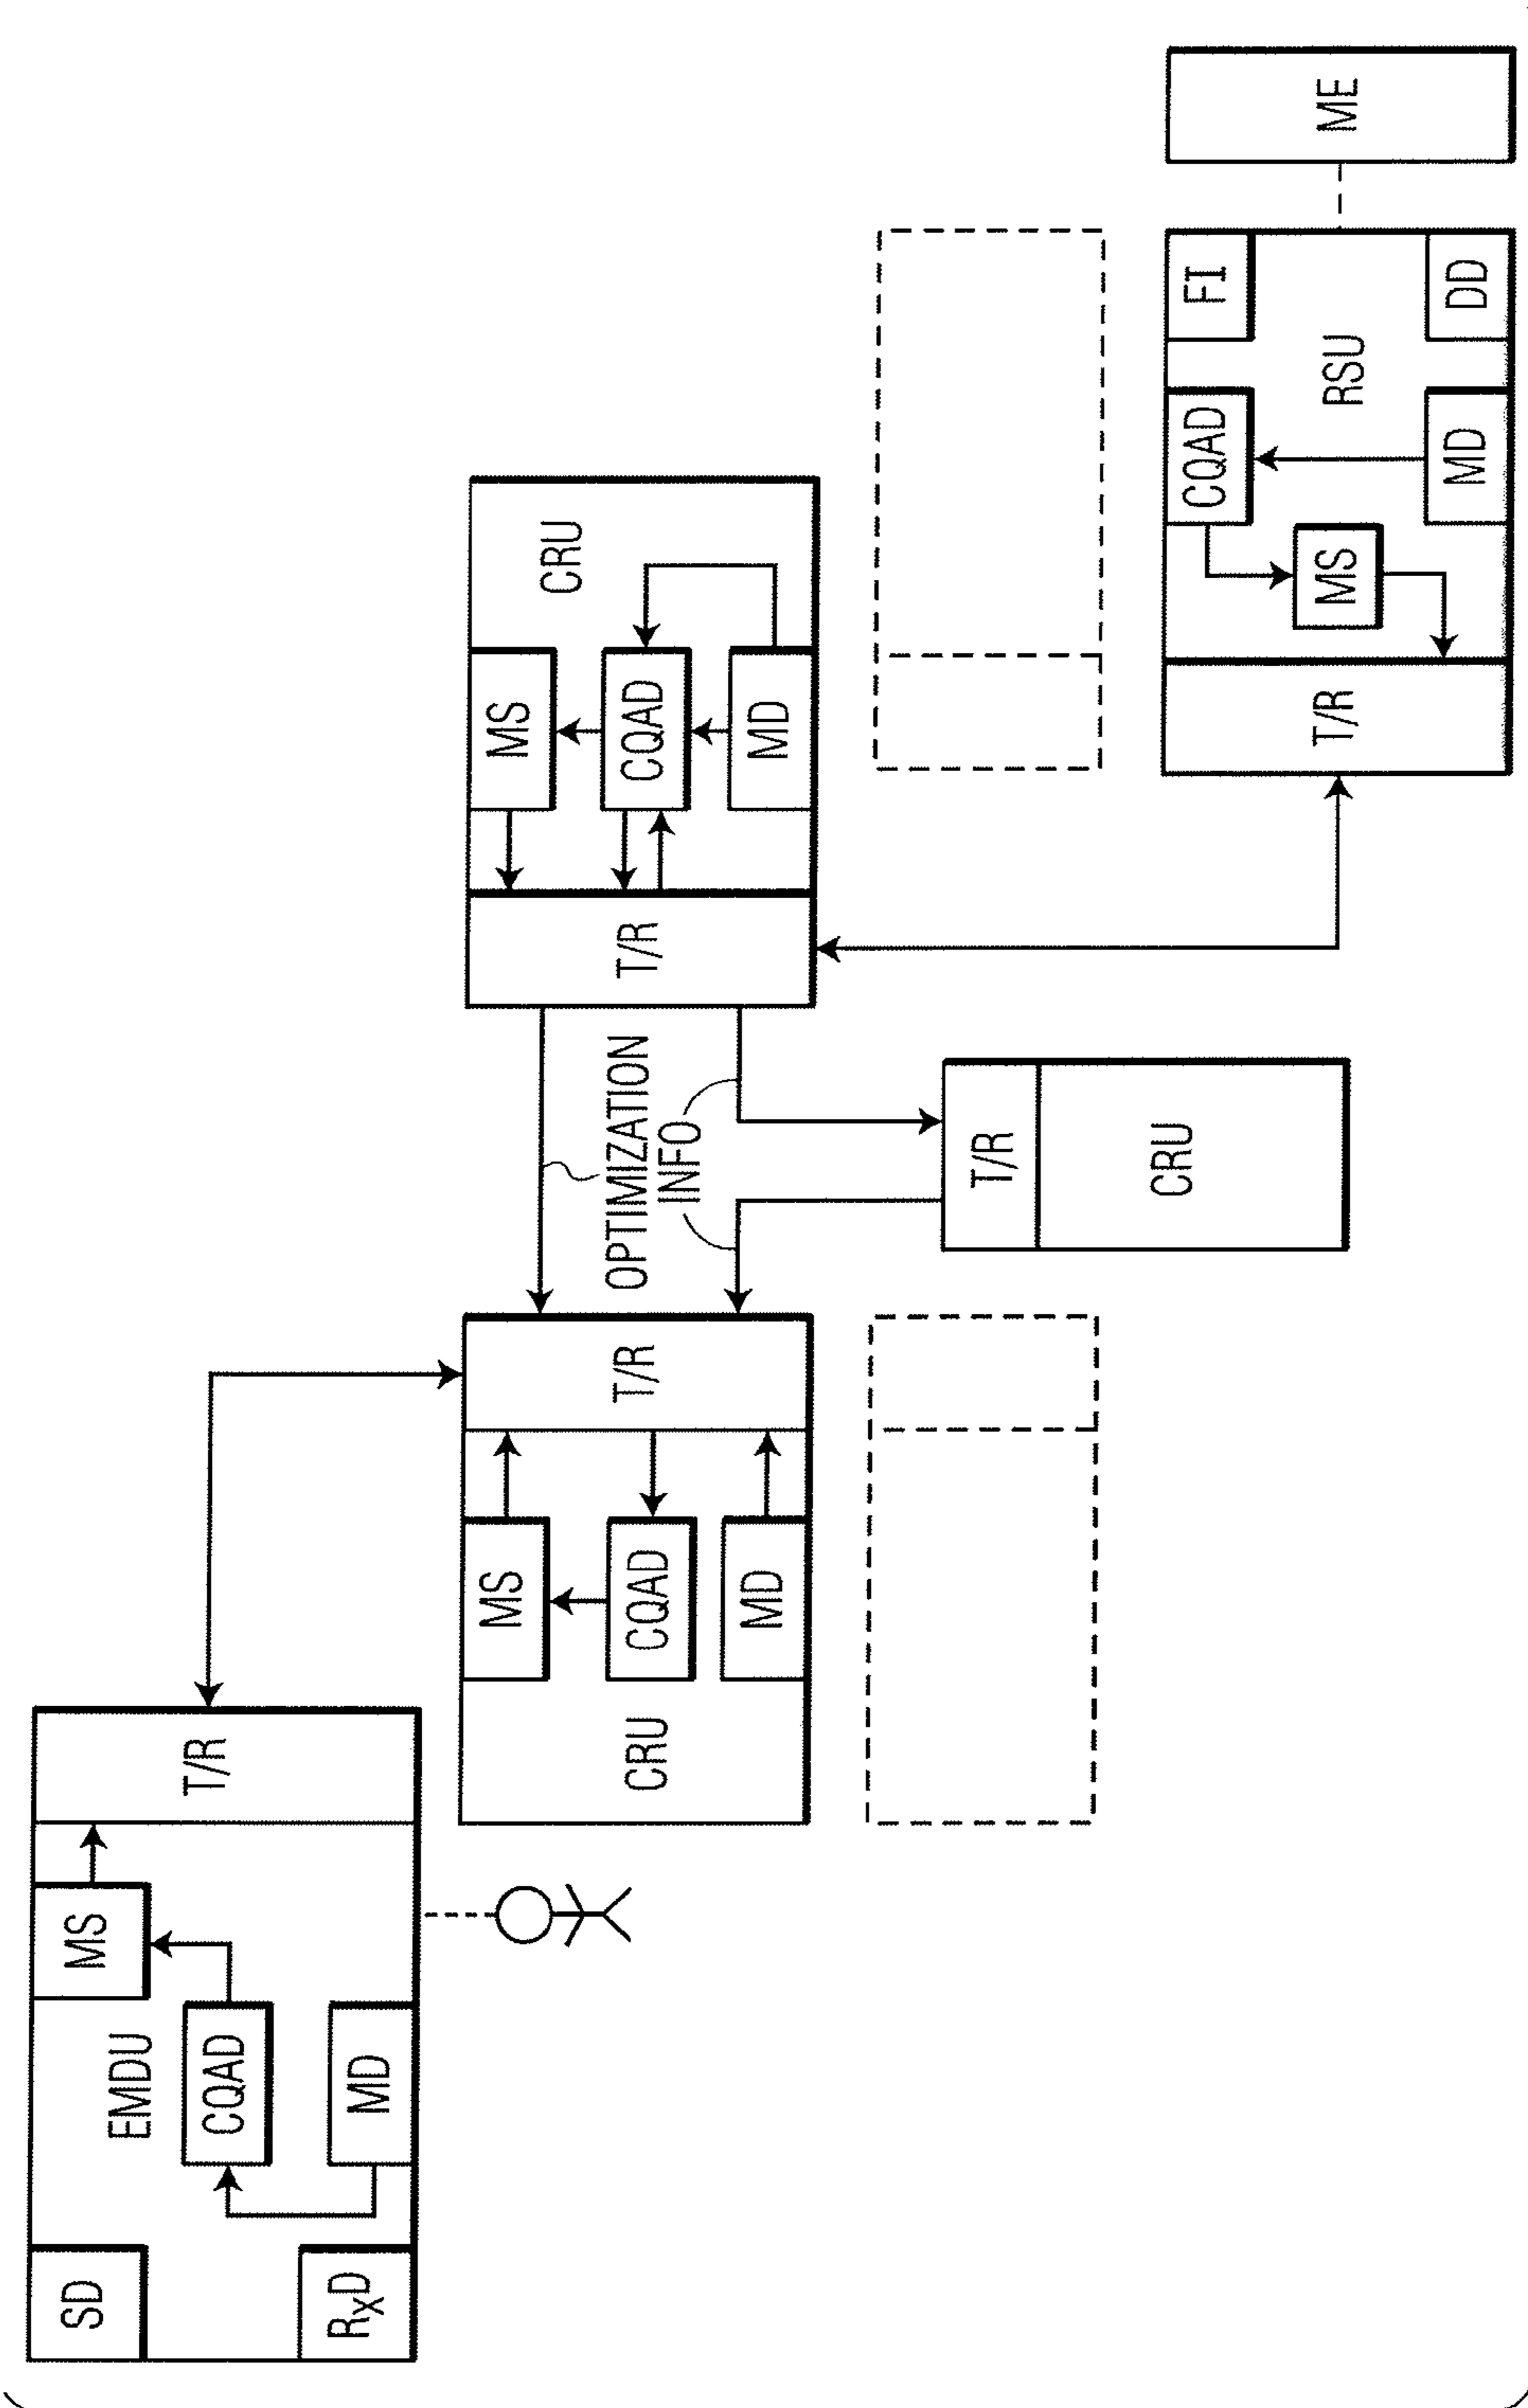 SD
RxD
EMDU
CQAD
MD
MS
T/R
CRU
MS
CQAD
MD
T/R
OPTIMIZATION
INFO
T/R
CRU
T/R
MS
CQAD
MD
CRU
T/R
MS
CQAD
MD
RSU
FI
DD
ME